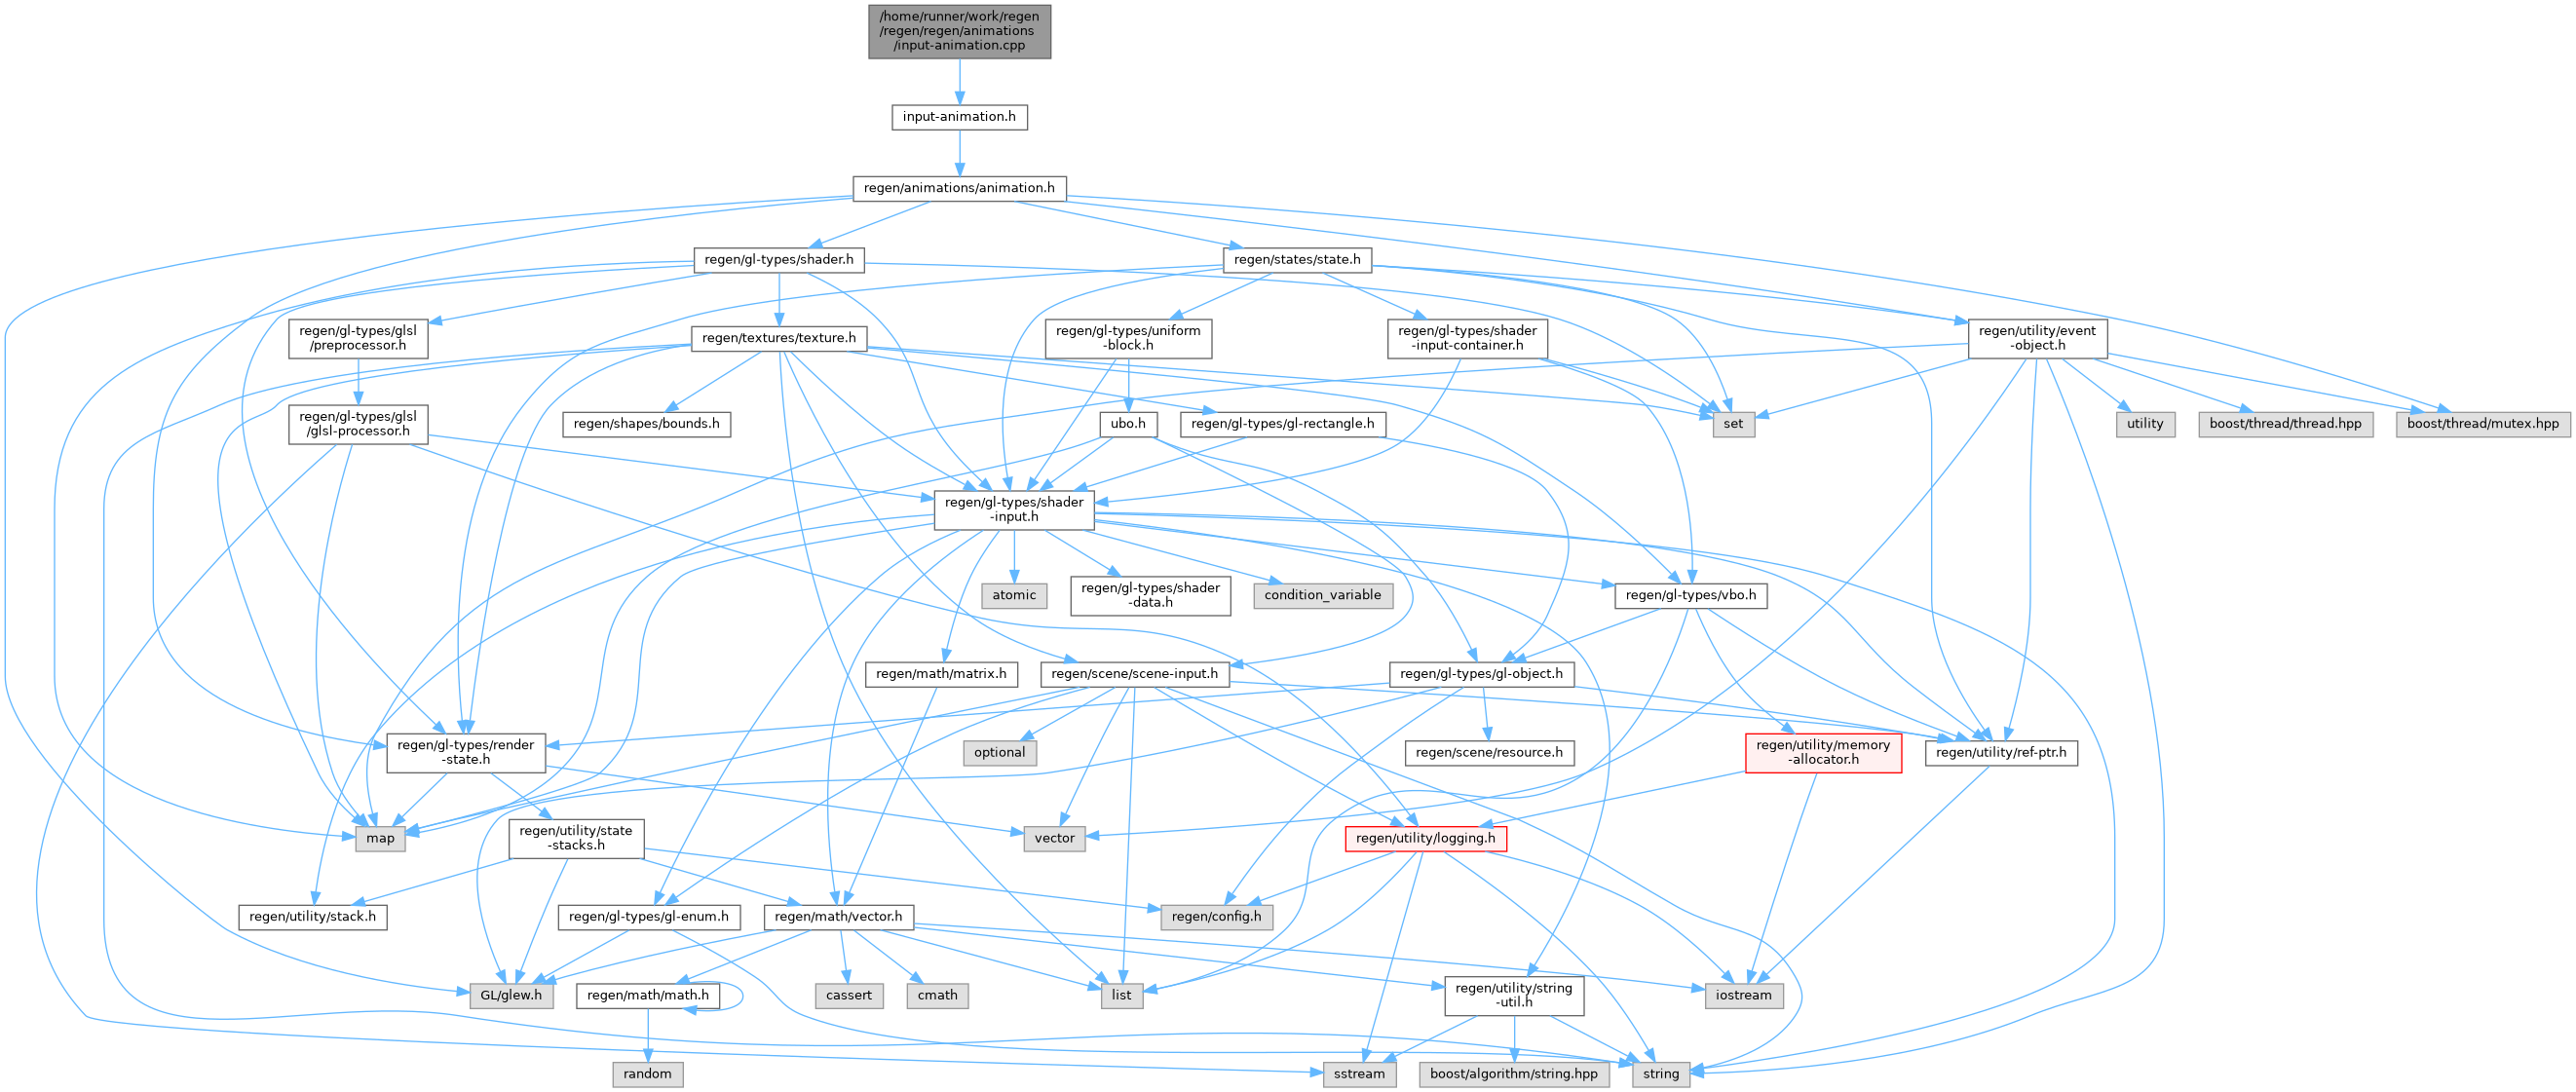 /home/runner/work/regen
/regen/regen/animations
/input-animation.cpp
input-animation.h
regen/animations/animation.h
regen/gl-types/shader.h
regen/states/state.h
regen/gl-types/glsl
/preprocessor.h
regen/textures/texture.h
regen/gl-types/uniform
-block.h
regen/gl-types/shader
-input-container.h
regen/utility/event
-object.h
regen/gl-types/glsl
/glsl-processor.h
regen/shapes/bounds.h
ubo.h
regen/gl-types/gl-rectangle.h
set
utility
boost/thread/thread.hpp
boost/thread/mutex.hpp
regen/gl-types/shader
-input.h
atomic
regen/gl-types/shader
-data.h
condition_variable
regen/gl-types/vbo.h
regen/math/matrix.h
regen/scene/scene-input.h
regen/gl-types/gl-object.h
regen/gl-types/render
-state.h
optional
regen/scene/resource.h
regen/utility/memory
-allocator.h
regen/utility/ref-ptr.h
map
regen/utility/state
-stacks.h
vector
regen/utility/logging.h
regen/utility/stack.h
regen/gl-types/gl-enum.h
regen/math/vector.h
regen/config.h
GL/glew.h
regen/math/math.h
cassert
cmath
list
regen/utility/string
-util.h
iostream
random
sstream
boost/algorithm/string.hpp
string